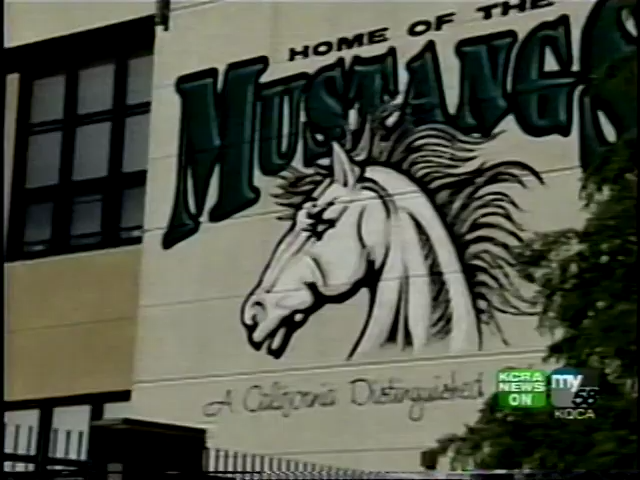 HOME OF THE
MUSTANGS
A California Distinguished
KCRA
NEWS
ON
my
58
KQCA